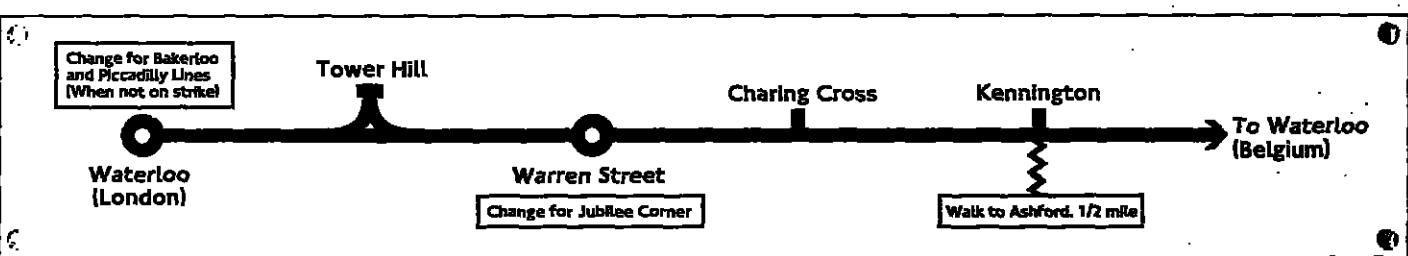 Change for Bakerloo
and Piccadilly Lines
(When not on strike)
Tower Hill
Charing Cross
Kennington
To Waterloo
(Belgium)
Waterloo
(London)
Warren Street
Change for Jubilee Corner
Walk to Ashford. 1/2 mile